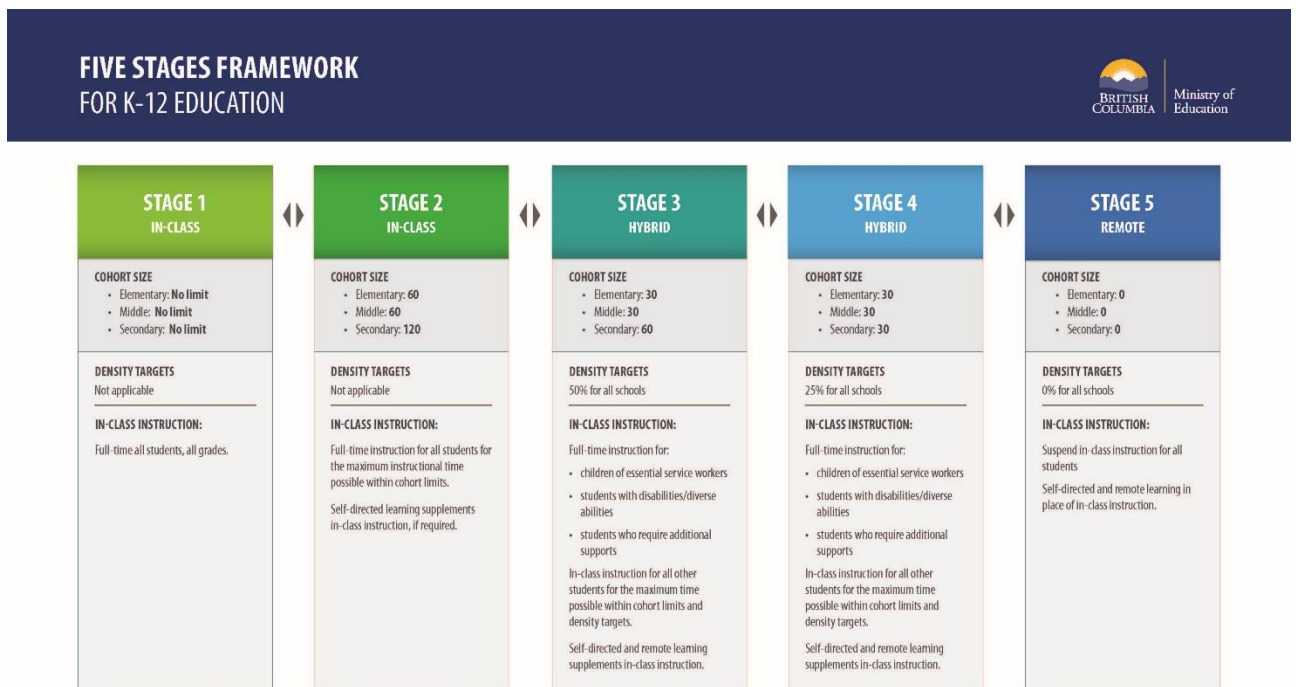 FIVE STAGES FRAMEWORK
FOR K-12 EDUCATION
BRITISH
COLUMBIA
Ministry of
Education
STAGE 1
IN-CLASS
COHORT SIZE
• Elementary: No limit
• Middle: No limit
• Secondary: No limit
DENSITY TARGETS
Not applicable
IN-CLASS INSTRUCTION:
Full-time all students, all grades.
STAGE 2
IN-CLASS
COHORT SIZE
• Elementary: 60
• Middle: 60
• Secondary: 120
DENSITY TARGETS
Not applicable
IN-CLASS INSTRUCTION:
Full-time instruction for all students for
the maximum instructional time
possible within cohort limits.
Self-directed learning supplements
in-class instruction, if required.
STAGE 3
HYBRID
COHORT SIZE
• Elementary: 30
• Middle: 30
• Secondary: 60
DENSITY TARGETS
50% for all schools
IN-CLASS INSTRUCTION:
Full-time instruction for:
• children of essential service workers
• students with disabilities/diverse
abilities
• students who require additional
supports
In-class instruction for all other
students for the maximum time
possible within cohort limits and
density targets.
Self-directed and remote learning
supplements in-class instruction.
STAGE 4
HYBRID
COHORT SIZE
• Elementary: 30
• Middle: 30
• Secondary: 30
DENSITY TARGETS
25% for all schools
IN-CLASS INSTRUCTION:
Full-time instruction for:
• children of essential service workers
• students with disabilities/diverse
abilities
• students who require additional
supports
In-class instruction for all other
students for the maximum time
possible within cohort limits and
density targets.
Self-directed and remote learning
supplements in-class instruction.
STAGE 5
REMOTE
COHORT SIZE
• Elementary: 0
• Middle: 0
• Secondary: 0
DENSITY TARGETS
0% for all schools
IN-CLASS INSTRUCTION:
Suspend in-class instruction for all
students
Self-directed and remote learning in
place of in-class instruction.